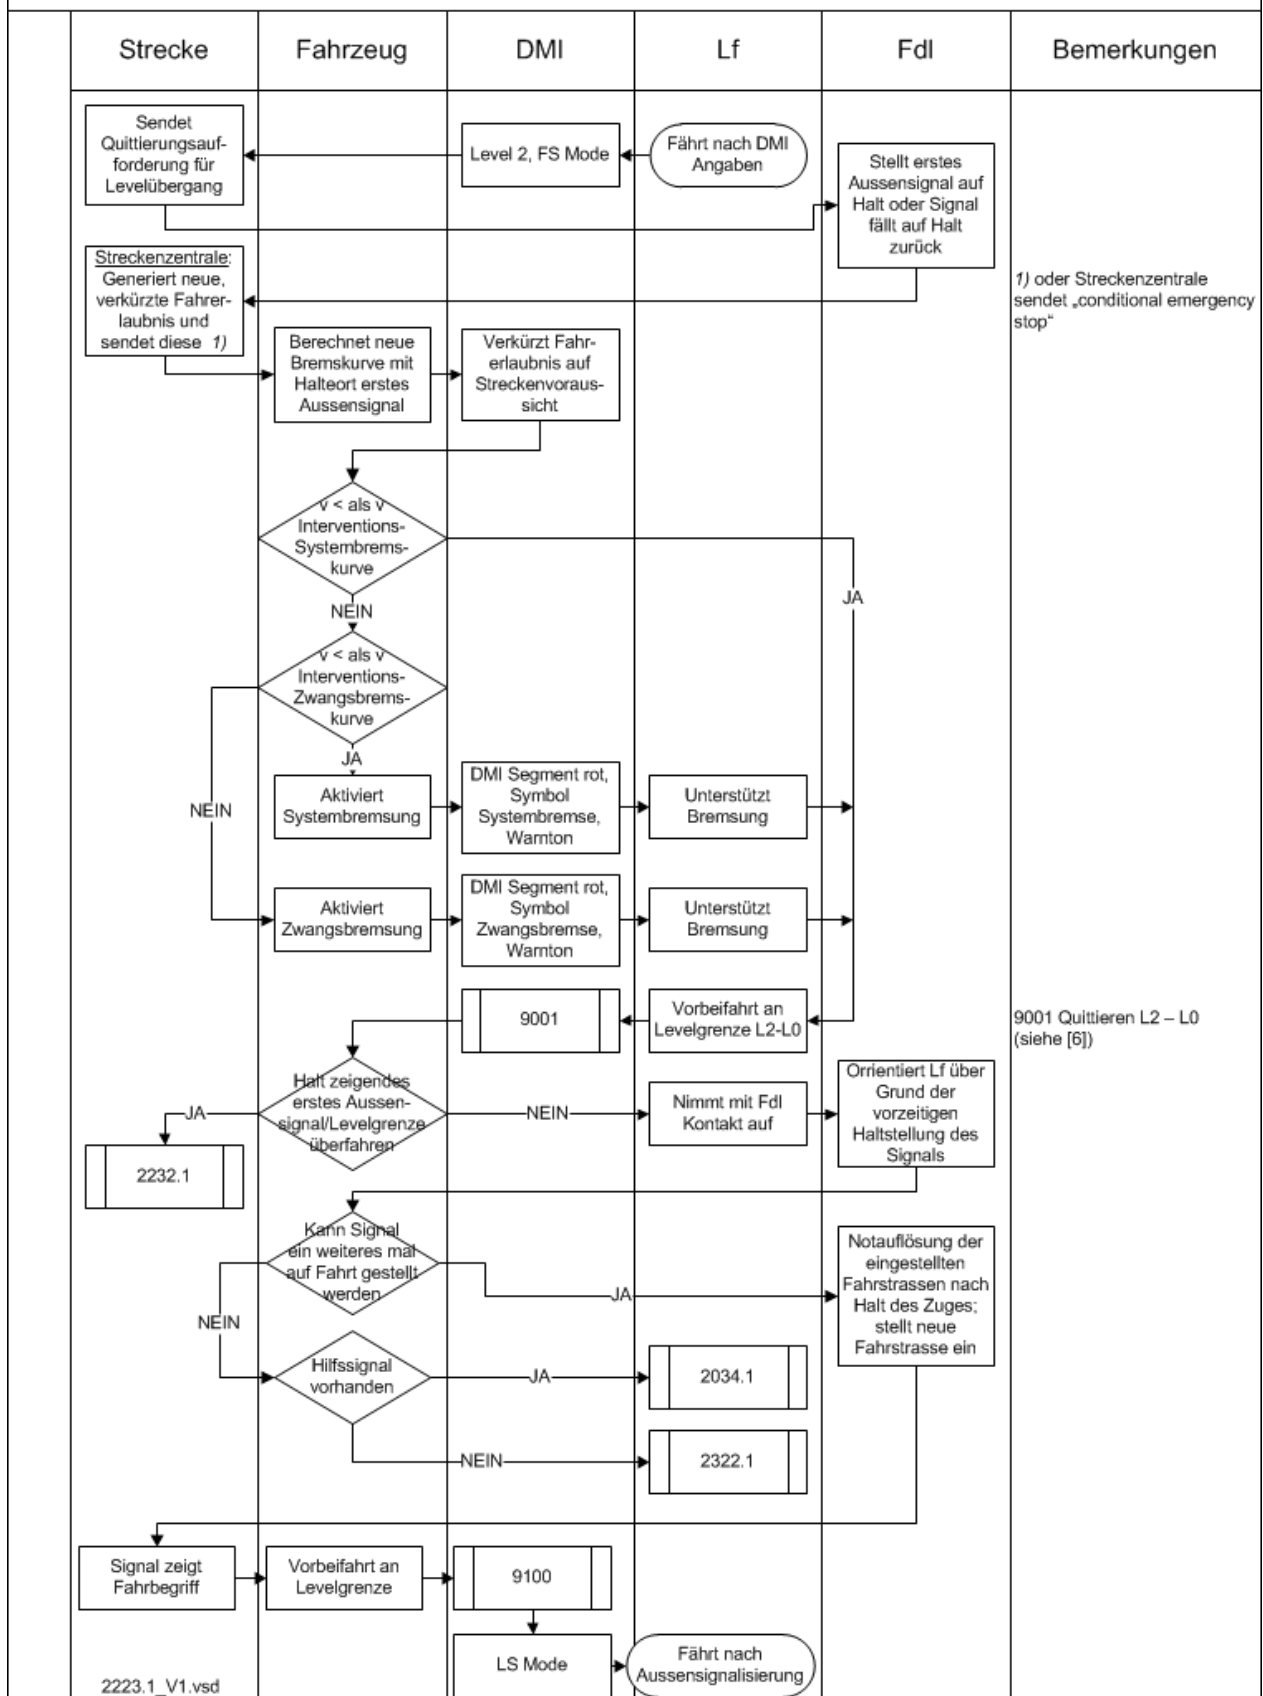 Strecke
Fahrzeug
DMI
Lf
Fdl
Bemerkungen
Sendet
Quittierungsauf-
forderung für
Levelübergang
Level 2, FS Mode
Fährt nach DMI
Angaben
Stellt erstes
Aussensignal auf
Halt oder Signal
fällt auf Halt
zurück
Streckenzentrale:
Generiert neue,
verkürzte Fahrer-
laubnis und
sendet diese 1)
1) oder Streckenzentrale
sendet „conditional emergency
stop“
Berechnet neue
Bremskurve mit
Halteort erstes
Aussensignal
Verkürzt Fahr-
erlaubnis auf
Streckenvoraus-
sicht
v < als v
Interventions-
Systembrems-
kurve
JA
NEIN
v < als v
Interventions-
Zwangsbrems-
kurve
JA
NEIN
Aktiviert
Systembremsung
DMI Segment rot,
Symbol
Systembremse,
Warnton
Unterstützt
Bremsung
Aktiviert
Zwangsbremsung
DMI Segment rot,
Symbol
Zwangsbremse,
Warnton
Unterstützt
Bremsung
9001
Vorbeifahrt an
Levelgrenze L2-L0
9001 Quittieren L2 – L0
(siehe [6])
Halt zeigendes
erstes Aussen-
signal/Levelgrenze
überfahren
JA
NEIN
Nimmt mit Fdl
Kontakt auf
Orrientiert Lf über
Grund der
vorzeitigen
Haltstellung des
Signals
2232.1
Kann Signal
ein weiteres mal
auf Fahrt gestellt
werden
JA
NEIN
Notauflösung der
eingestellten
Fahrstrassen nach
Halt des Zuges;
stellt neue
Fahrstrasse ein
Hilfssignal
vorhanden
JA
2034.1
NEIN
2322.1
Signal zeigt
Fahrbegriff
Vorbeifahrt an
Levelgrenze
9100
LS Mode
Fährt nach
Aussensignalisierung
2223.1_V1.vsd